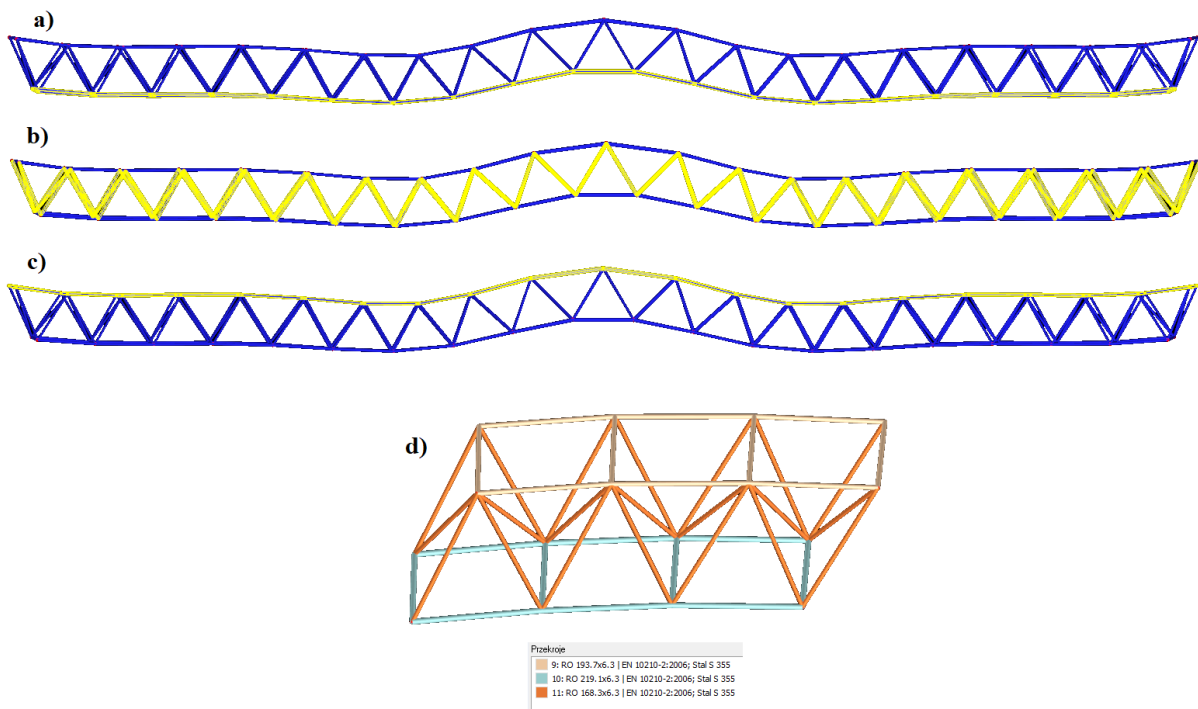 a)
b)
c)
d)
Przekroje
9: RO 193.7x6.3 | EN 10210-2:2006; Stal S 355
10: RO 219.1x6.3 | EN 10210-2:2006; Stal S 355
11: RO 168.3x6.3 | EN 10210-2:2006; Stal S 355